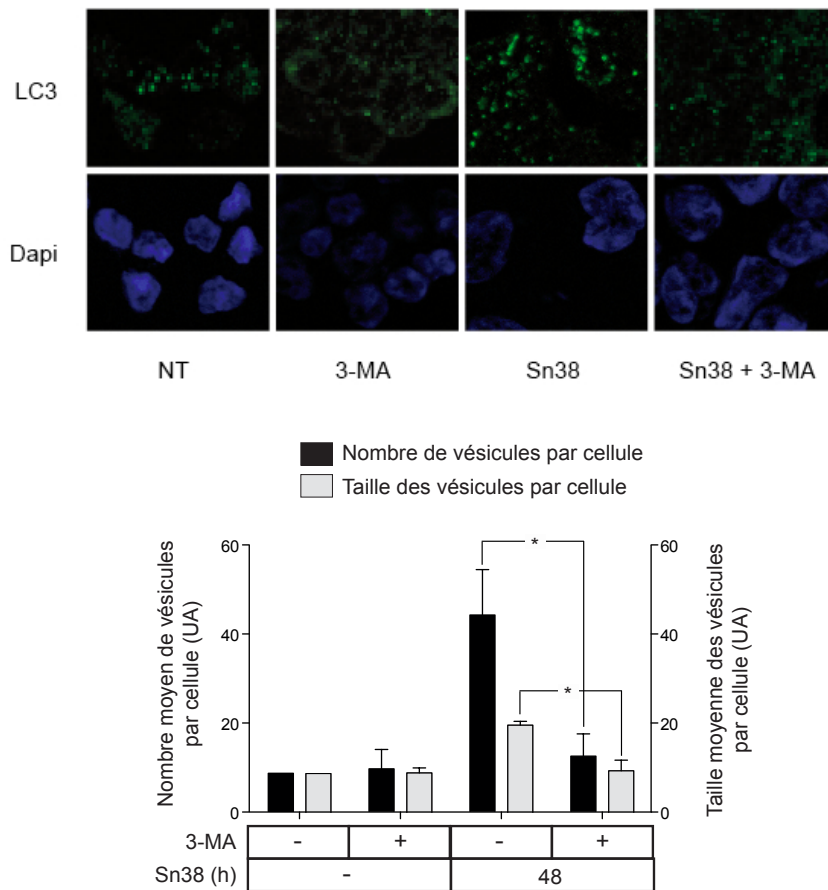 LC3
Dapi
NT 3-MA Sn38 Sn38 + 3-MA
Nombre de vésicules par cellule
Taille des vésicules par cellule
Nombre moyen de vésicules
par cellule (UA)
60
40
20
0
* 
*
60
40
20
0
Taille moyenne des vésicules
par cellule (UA)
3-MA - + - +
Sn38 (h) - 48